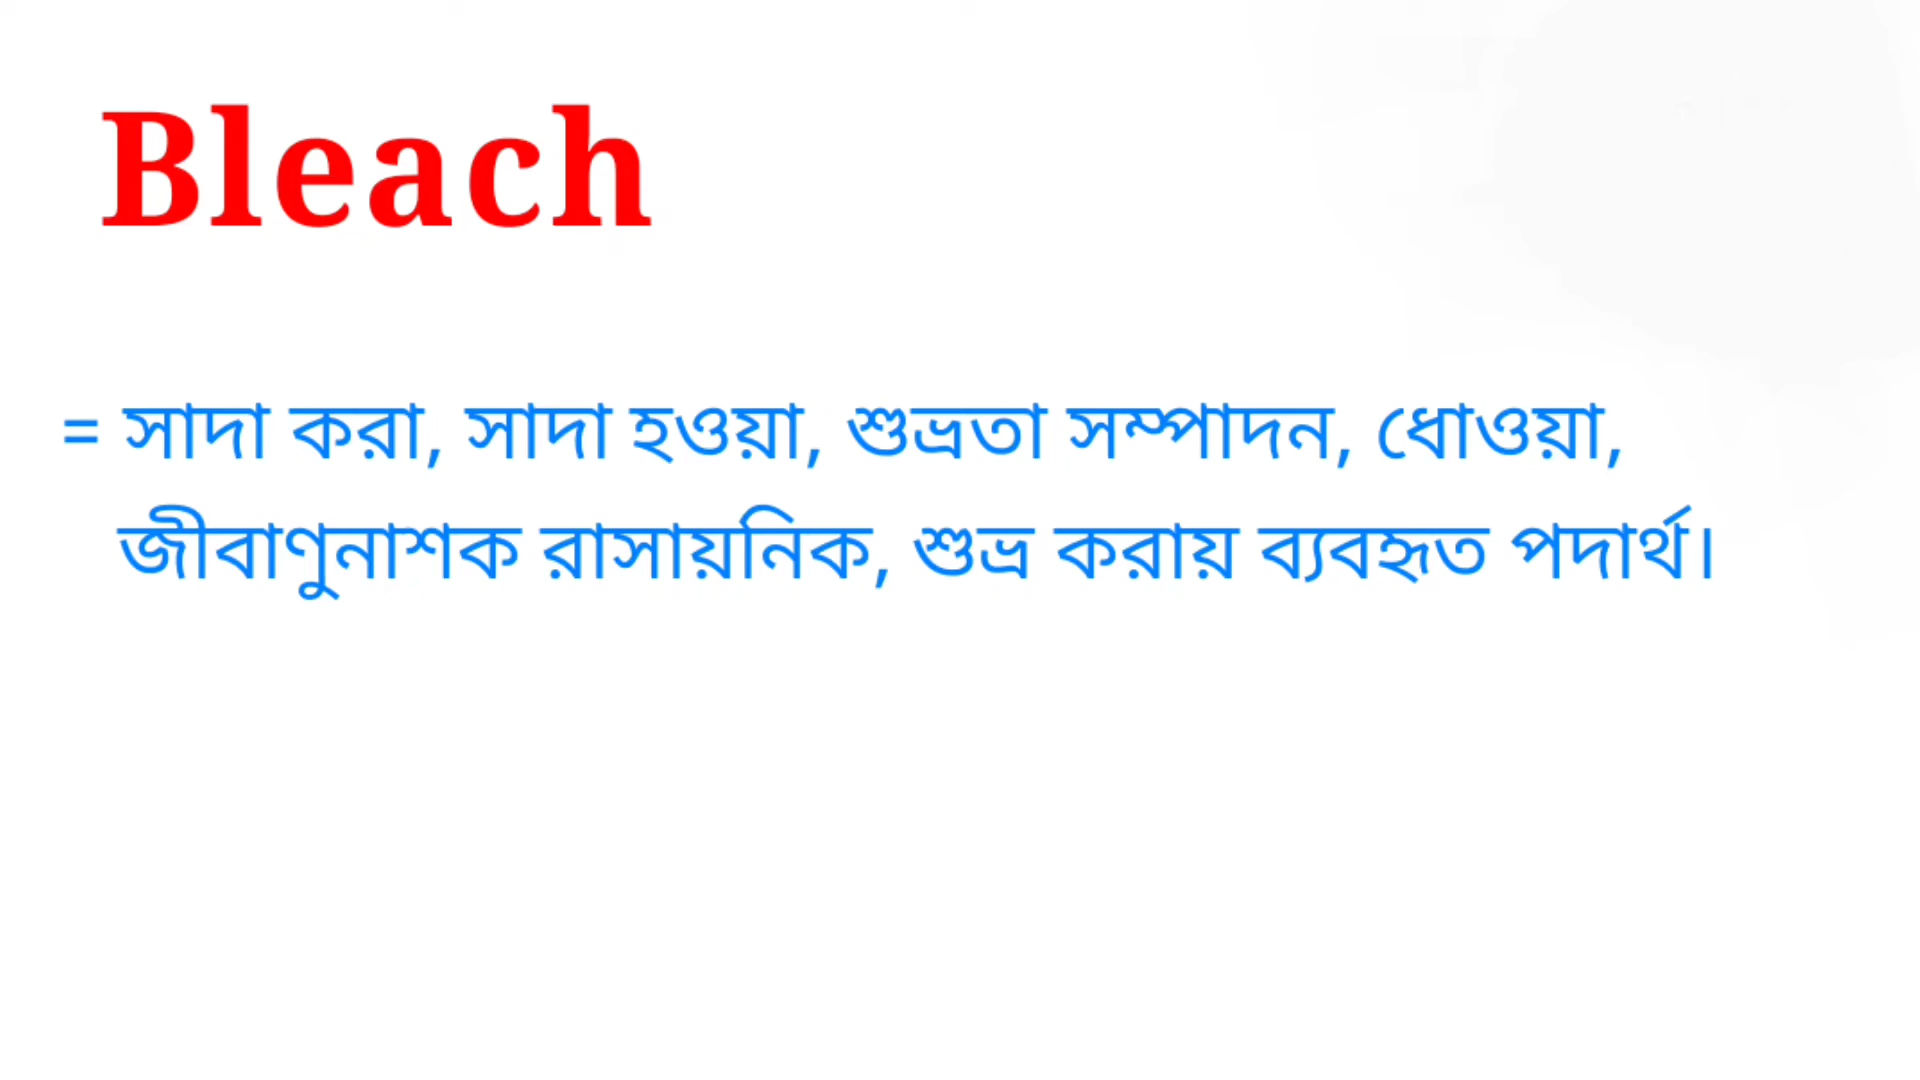 Bleach
= সাদা করা, সাদা হওয়া, শুভ্রতা সম্পাদন, ধোওয়া,
জীবাণুনাশক রাসায়নিক, শুভ্র করায় ব্যবহৃত পদার্থ।